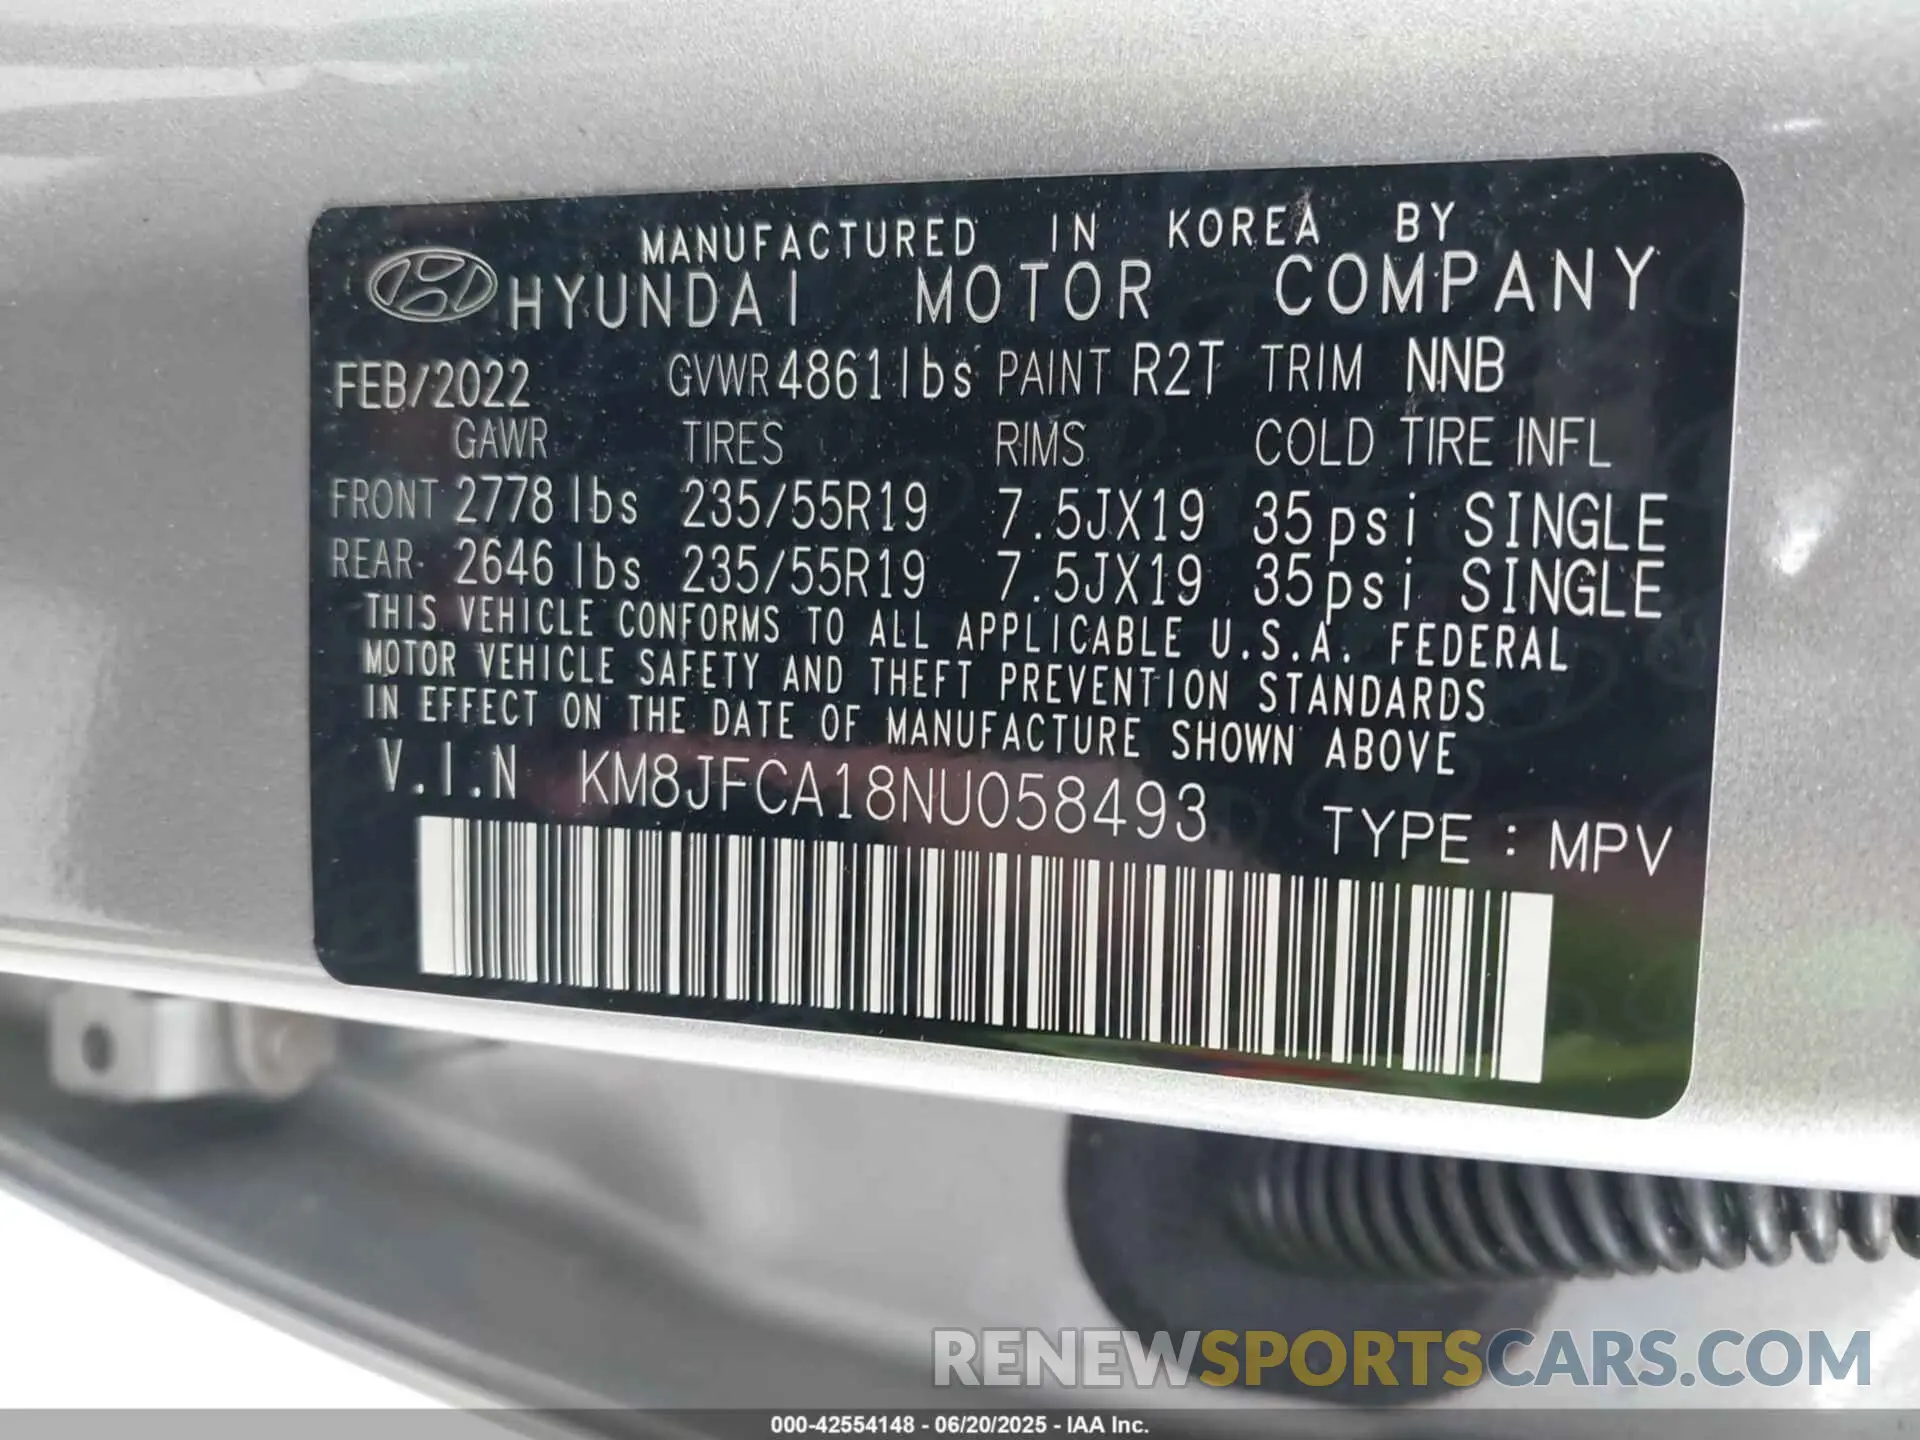 MANUFACTURED IN KOREA BY
HYUNDAI MOTOR COMPANY
FEB/2022 GVWR 4861lbs PAINT R2T TRIM NNB
GAWR TIRES RIMS COLD TIRE INFL
FRONT 2778 lbs 235/55R19 7.5JX19 35psi SINGLE
REAR 2646 lbs 235/55R19 7.5JX19 35psi SINGLE
THIS VEHICLE CONFORMS TO ALL APPLICABLE U.S.A. FEDERAL
MOTOR VEHICLE SAFETY AND THEFT PREVENTION STANDARDS
IN EFFECT ON THE DATE OF MANUFACTURE SHOWN ABOVE
V.I.N KM8JFCA18NU058493 TYPE : MPV
RENEWSPORTSCARS.COM
000-42554148 - 06/20/2025 - IAA Inc.